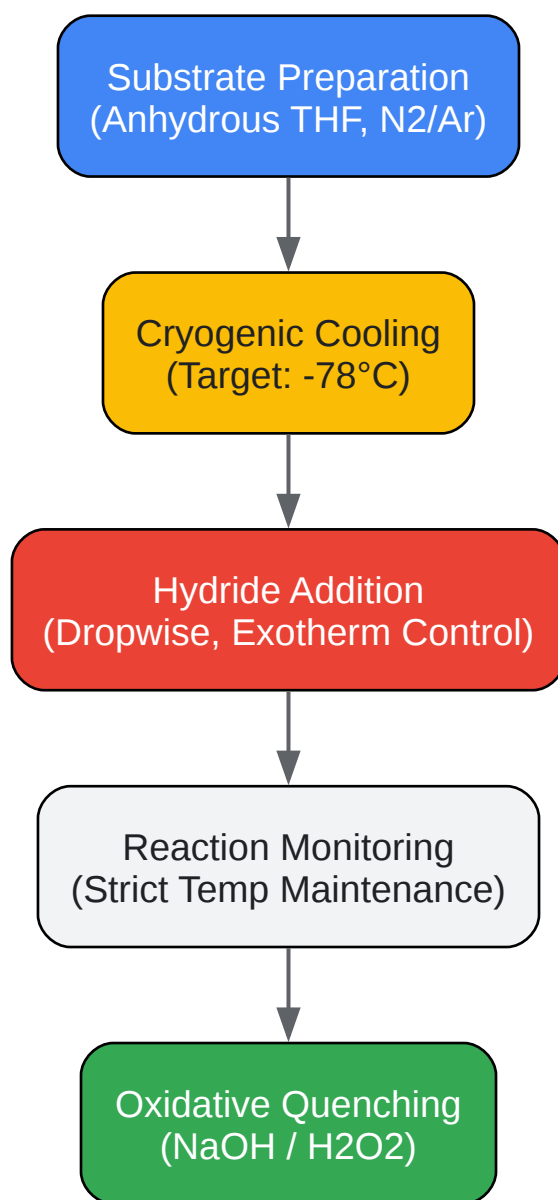 Substrate Preparation
(Anhydrous THF, N2/Ar)
Cryogenic Cooling
(Target: -78°C)
Hydride Addition
(Dropwise, Exotherm Control)
Reaction Monitoring
(Strict Temp Maintenance)
Oxidative Quenching
(NaOH / H2O2)